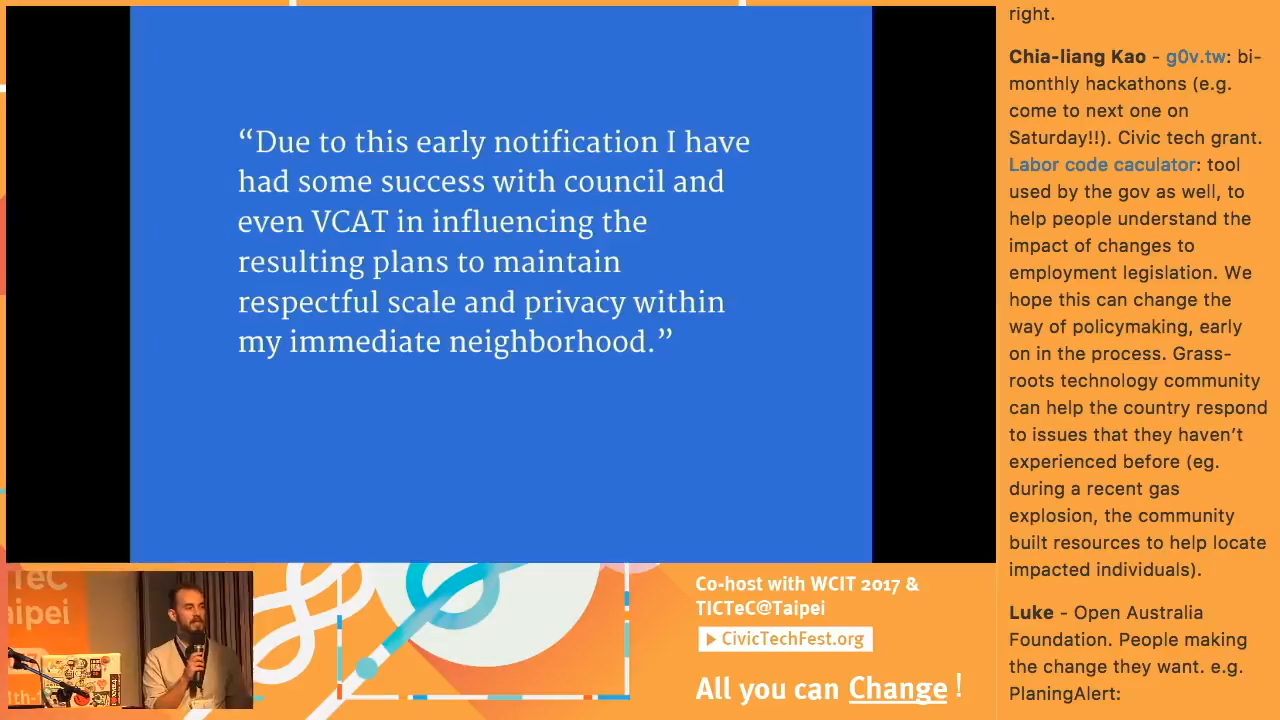 “Due to this early notification I have
had some success with council and
even VCAT in influencing the
resulting plans to maintain
respectful scale and privacy within
my immediate neighborhood.”
right.
Chia-liang Kao - g0v.tw: bi-
monthly hackathons (e.g.
come to next one on
Saturday!!). Civic tech grant.
Labor code caculator: tool
used by the gov as well, to
help people understand the
impact of changes to
employment legislation. We
hope this can change the
way of policymaking, early
on in the process. Grass-
roots technology community
can help the country respond
to issues that they haven’t
experienced before (eg.
during a recent gas
explosion, the community
built resources to help locate
impacted individuals).
Luke - Open Australia
Foundation. People making
the change they want. e.g.
PlaningAlert:
Co-host with WCIT 2017 &
TICTeC@Taipei
CivicTechFest.org
All you can Change !
TeC
aipei